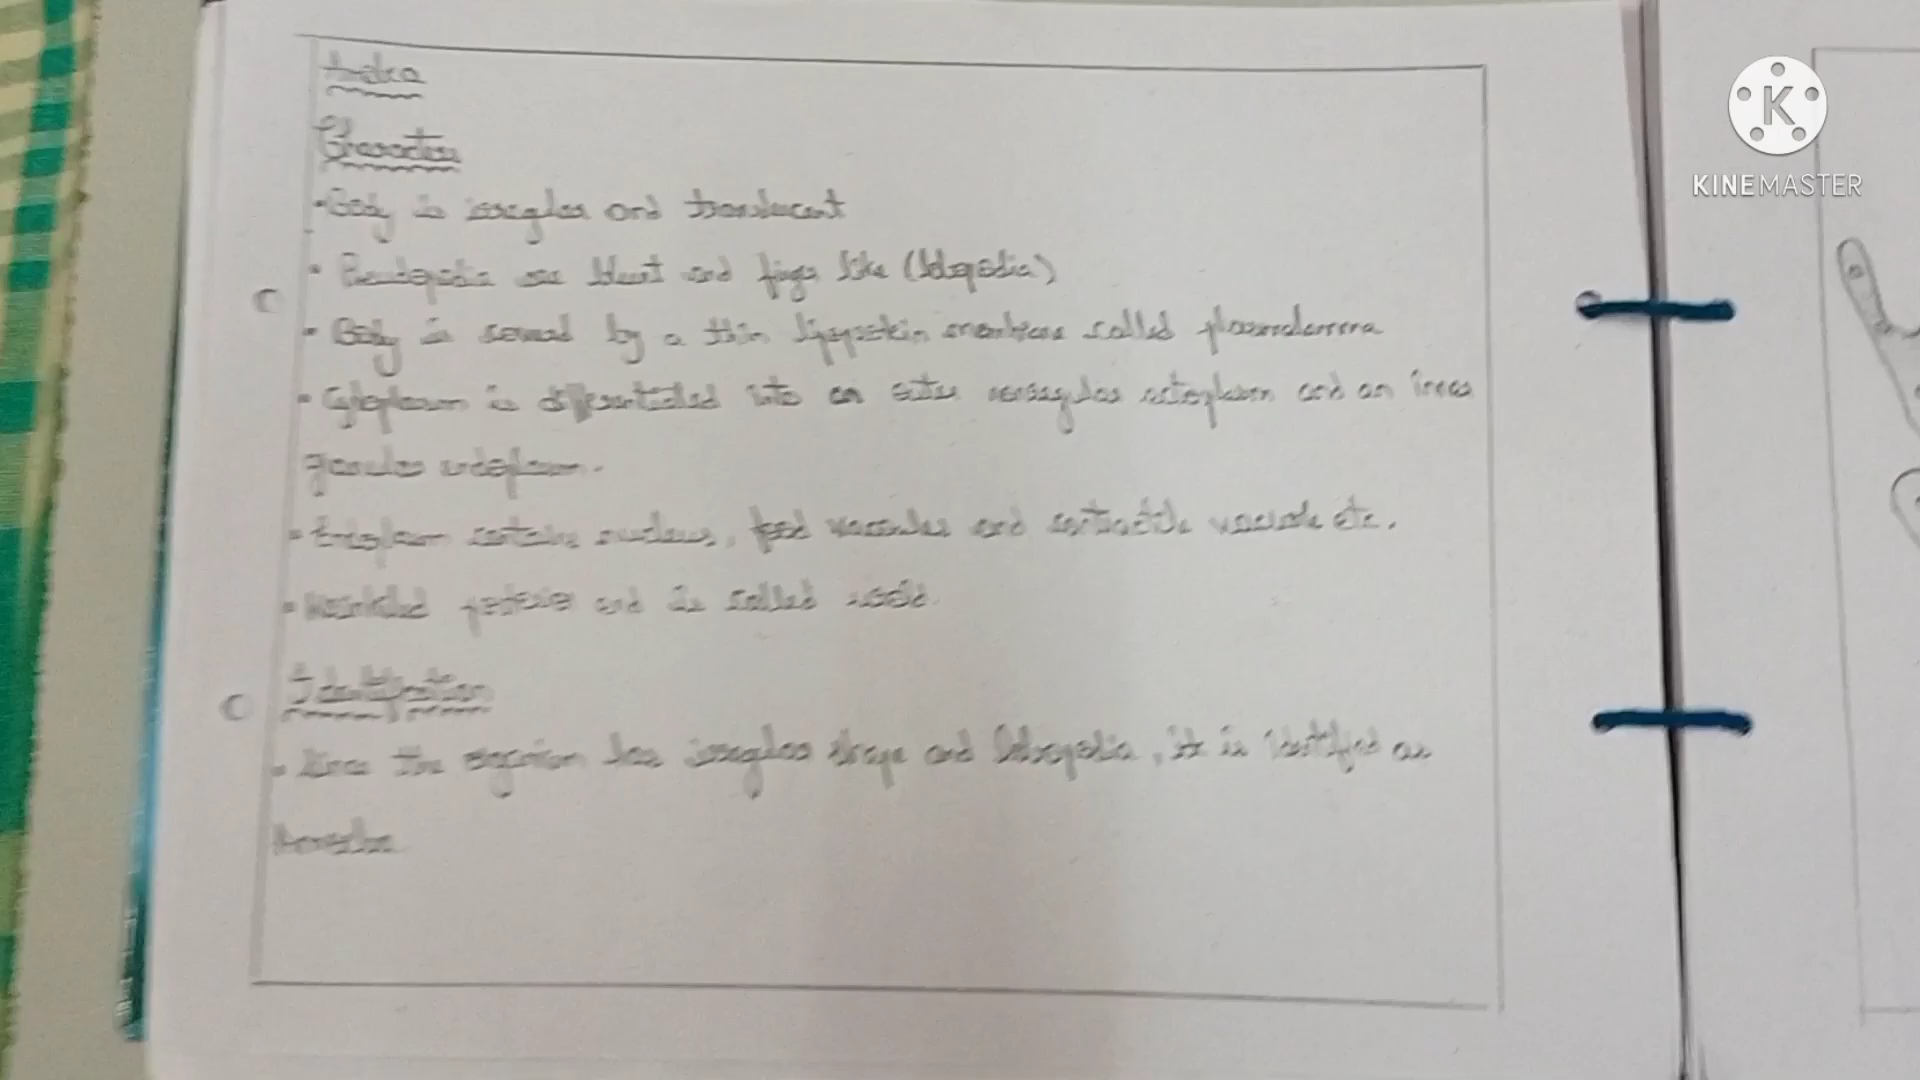 Amoeba
Characters
• Body is irregular and translucent
• Pseudopodia are blunt and finger like (lobopodia)
• Body is covered by a thin lipoprotein membrane called plasmalemma
• Cytoplasm is differentiated into an outer ectoplasm and an inner
granular endoplasm.
• Endoplasm contains nucleus, food vacuoles and contractile vacuole etc.
• Wrinkled posterior end is called uroid.
Identification
• Since the organism has irregular shape and lobopodia, it is identified as
Amoeba
KINEMASTER